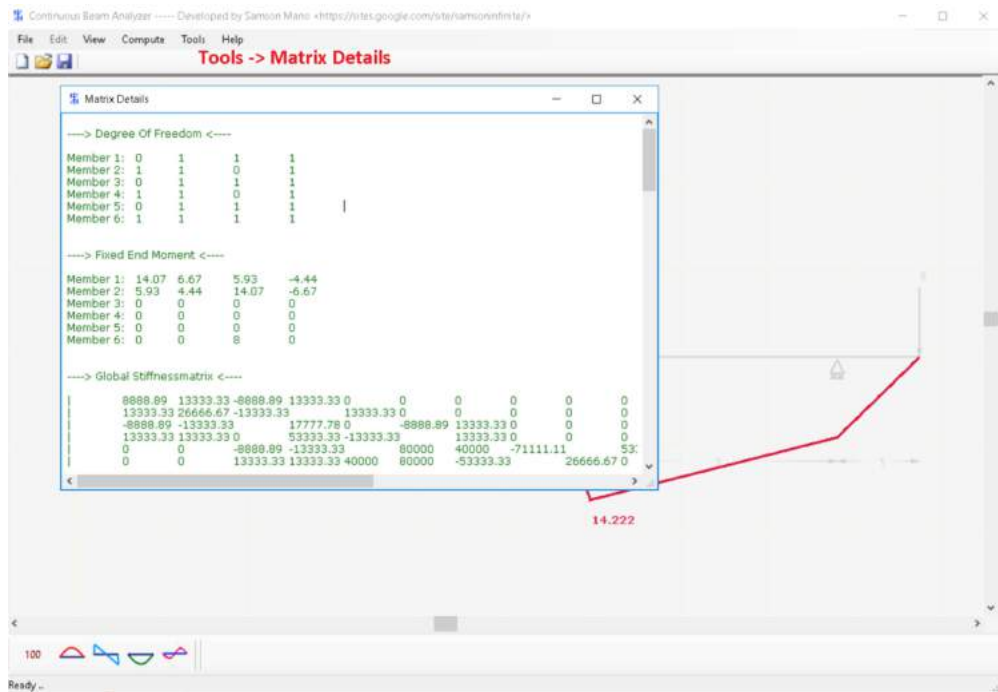 Continuous Beam Analyzer ----- Developed by Samson Mano <https://sites.google.com/site/samsoninfinite/>
File Edit View Compute Tools Help
Tools -> Matrix Details
Matrix Details
----> Degree Of Freedom <----
Member 1: 0 1 1 1
Member 2: 1 1 0 1
Member 3: 0 1 1 1
Member 4: 1 1 0 1
Member 5: 0 1 1 1
Member 6: 1 1 1 1
----> Fixed End Moment <----
Member 1: 14.07 6.67 5.93 -4.44
Member 2: 5.93 4.44 14.07 -6.67
Member 3: 0 0 0 0
Member 4: 0 0 0 0
Member 5: 0 0 0 0
Member 6: 0 0 8 0
----> Global Stiffnessmatrix <----
| 8888.89 13333.33 -8888.89 13333.33 0 0 0 0 0 0
| 13333.33 26666.67 -13333.33 13333.33 0 0 0 0 0
| -8888.89 -13333.33 17777.78 0 -8888.89 13333.33 0 0 0
| 13333.33 13333.33 0 53333.33 -13333.33 13333.33 0 0 0
| 0 0 -8888.89 -13333.33 80000 40000 -71111.11 53:
| 0 0 13333.33 13333.33 40000 80000 -53333.33 26666.67 0
14.222
100
Ready ..